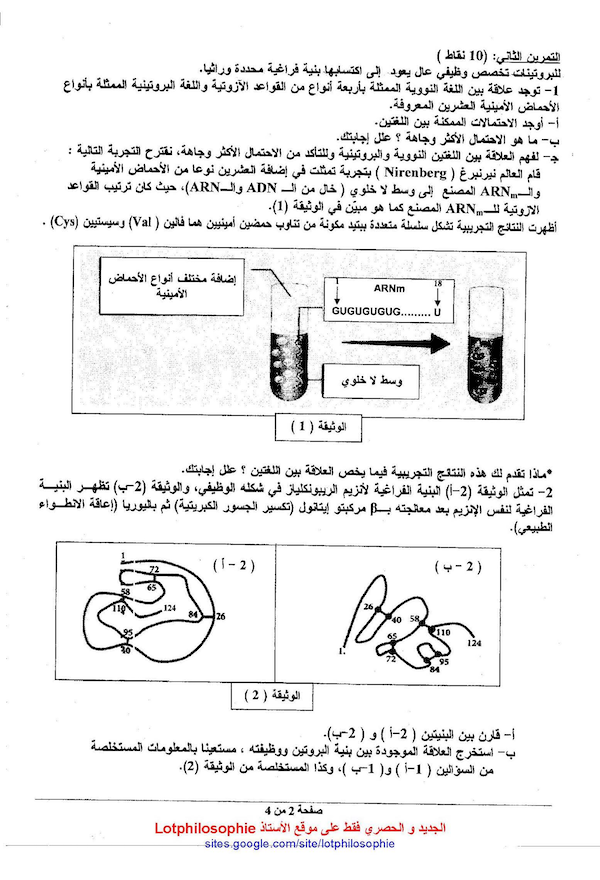 التمرين الثاني: (10 نقاط )
للبروتينات تخصص وظيفي عال يعود إلى اكتسابها بنية فراغية محددة وراثيا.
1- توجد علاقة بين اللغة النووية الممثلة بأربعة أنواع من القواعد الآزوتية واللغة البروتينية الممثلة بأنواع
الأحماض الأمينية العشرين المعروفة.
أ- أوجد الاحتمالات الممكنة بين اللغتين.
ب- ما هو الاحتمال الأكثر وجاهة ؟ علل إجابتك.
جـ- لفهم العلاقة بين اللغتين النووية والبروتينية وللتأكد من الاحتمال الأكثر وجاهة، نقترح التجربة التالية :
قام العالم نيرنبرغ ( Nirenberg ) بتجربة تمثلت في إضافة العشرين نوعا من الأحماض الأمينية
والـ ARNm المصنع إلى وسط لا خلوي ( خال من الـ ADN والـ ARN)، حيث كان ترتيب القواعد
الازوتية للـ ARNm المصنع كما هو مبيّن في الوثيقة (1).
أظهرت النتائج التجريبية تشكل سلسلة متعددة ببتيد مكونة من تناوب حمضين أمينيين هما فالين ( Val) وسيستيين (Cys) .
إضافة مختلف أنواع الأحماض
الأمينية
ARNm
1
18
GUGUGUGUG......... U
وسط لا خلوي
الوثيقة ( 1 )
*ماذا تقدم لك هذه النتائج التجريبية فيما يخص العلاقة بين اللغتين ؟ علل إجابتك.
2- تمثل الوثيقة (2-أ) البنية الفراغية لأنزيم الريبونكلياز في شكله الوظيفي، والوثيقة (2-ب) تظهر البنية
الفراغية لنفس الإنزيم بعد معالجته بـ β مركبتو إيتانول (تكسير الجسور الكبريتية) ثم باليوريا (إعاقة الانطواء
الطبيعي).
( 2 - أ )
1
72
65
58
110
124
84
26
95
40
( 2 - ب )
26
40
58
110
124
65
72
95
84
1.
الوثيقة ( 2 )
أ- قارن بين البنيتين ( 2-أ ) و ( 2-ب).
ب- استخرج العلاقة الموجودة بين بنية البروتين ووظيفته ، مستعينا بالمعلومات المستخلصة
من السؤالين ( 1-أ ) و( 1-ب )، وكذا المستخلصة من الوثيقة (2).
صفحة 2 من 4
الجديد و الحصري فقط على موقع الأستاذ Lotphilosophie
sites.google.com/site/lotphilosophie